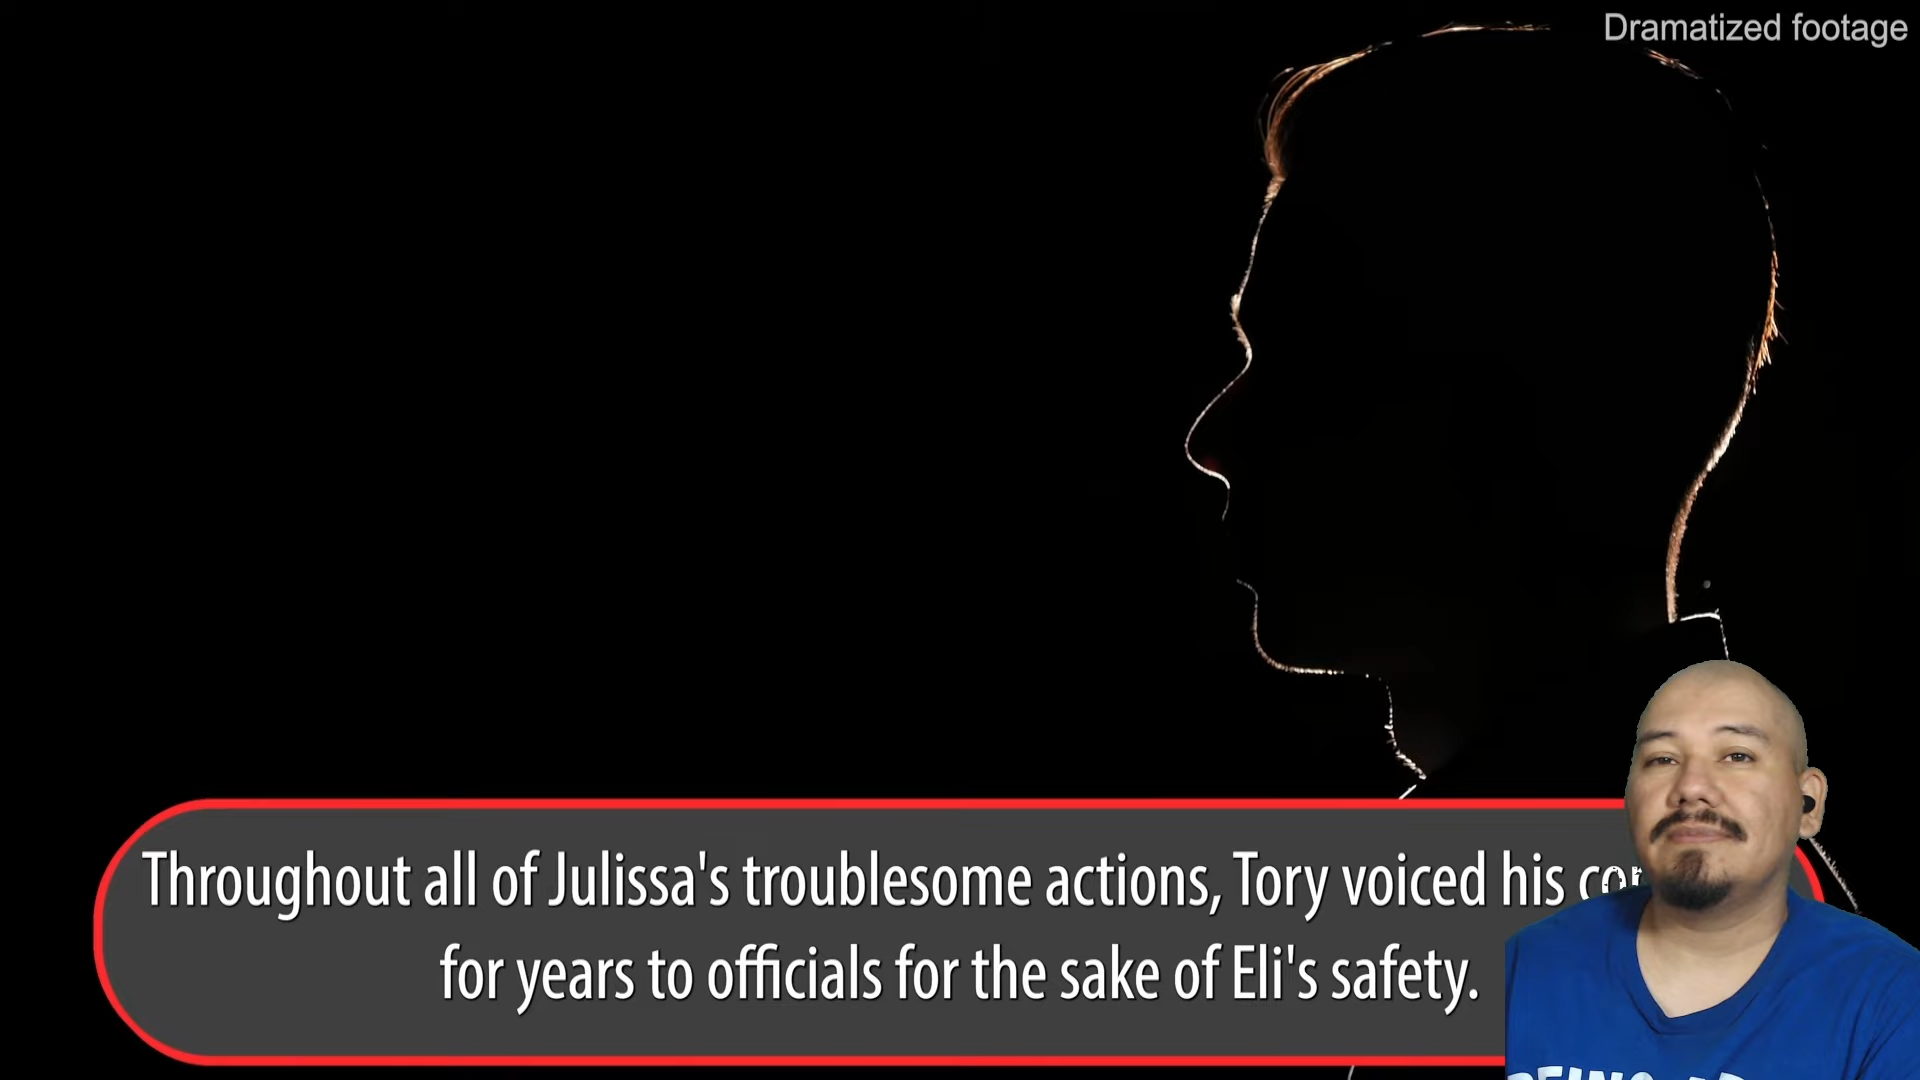 Dramatized footage
Throughout all of Julissa's troublesome actions, Tory voiced his
for years to officials for the sake of Eli's safety.
BEING